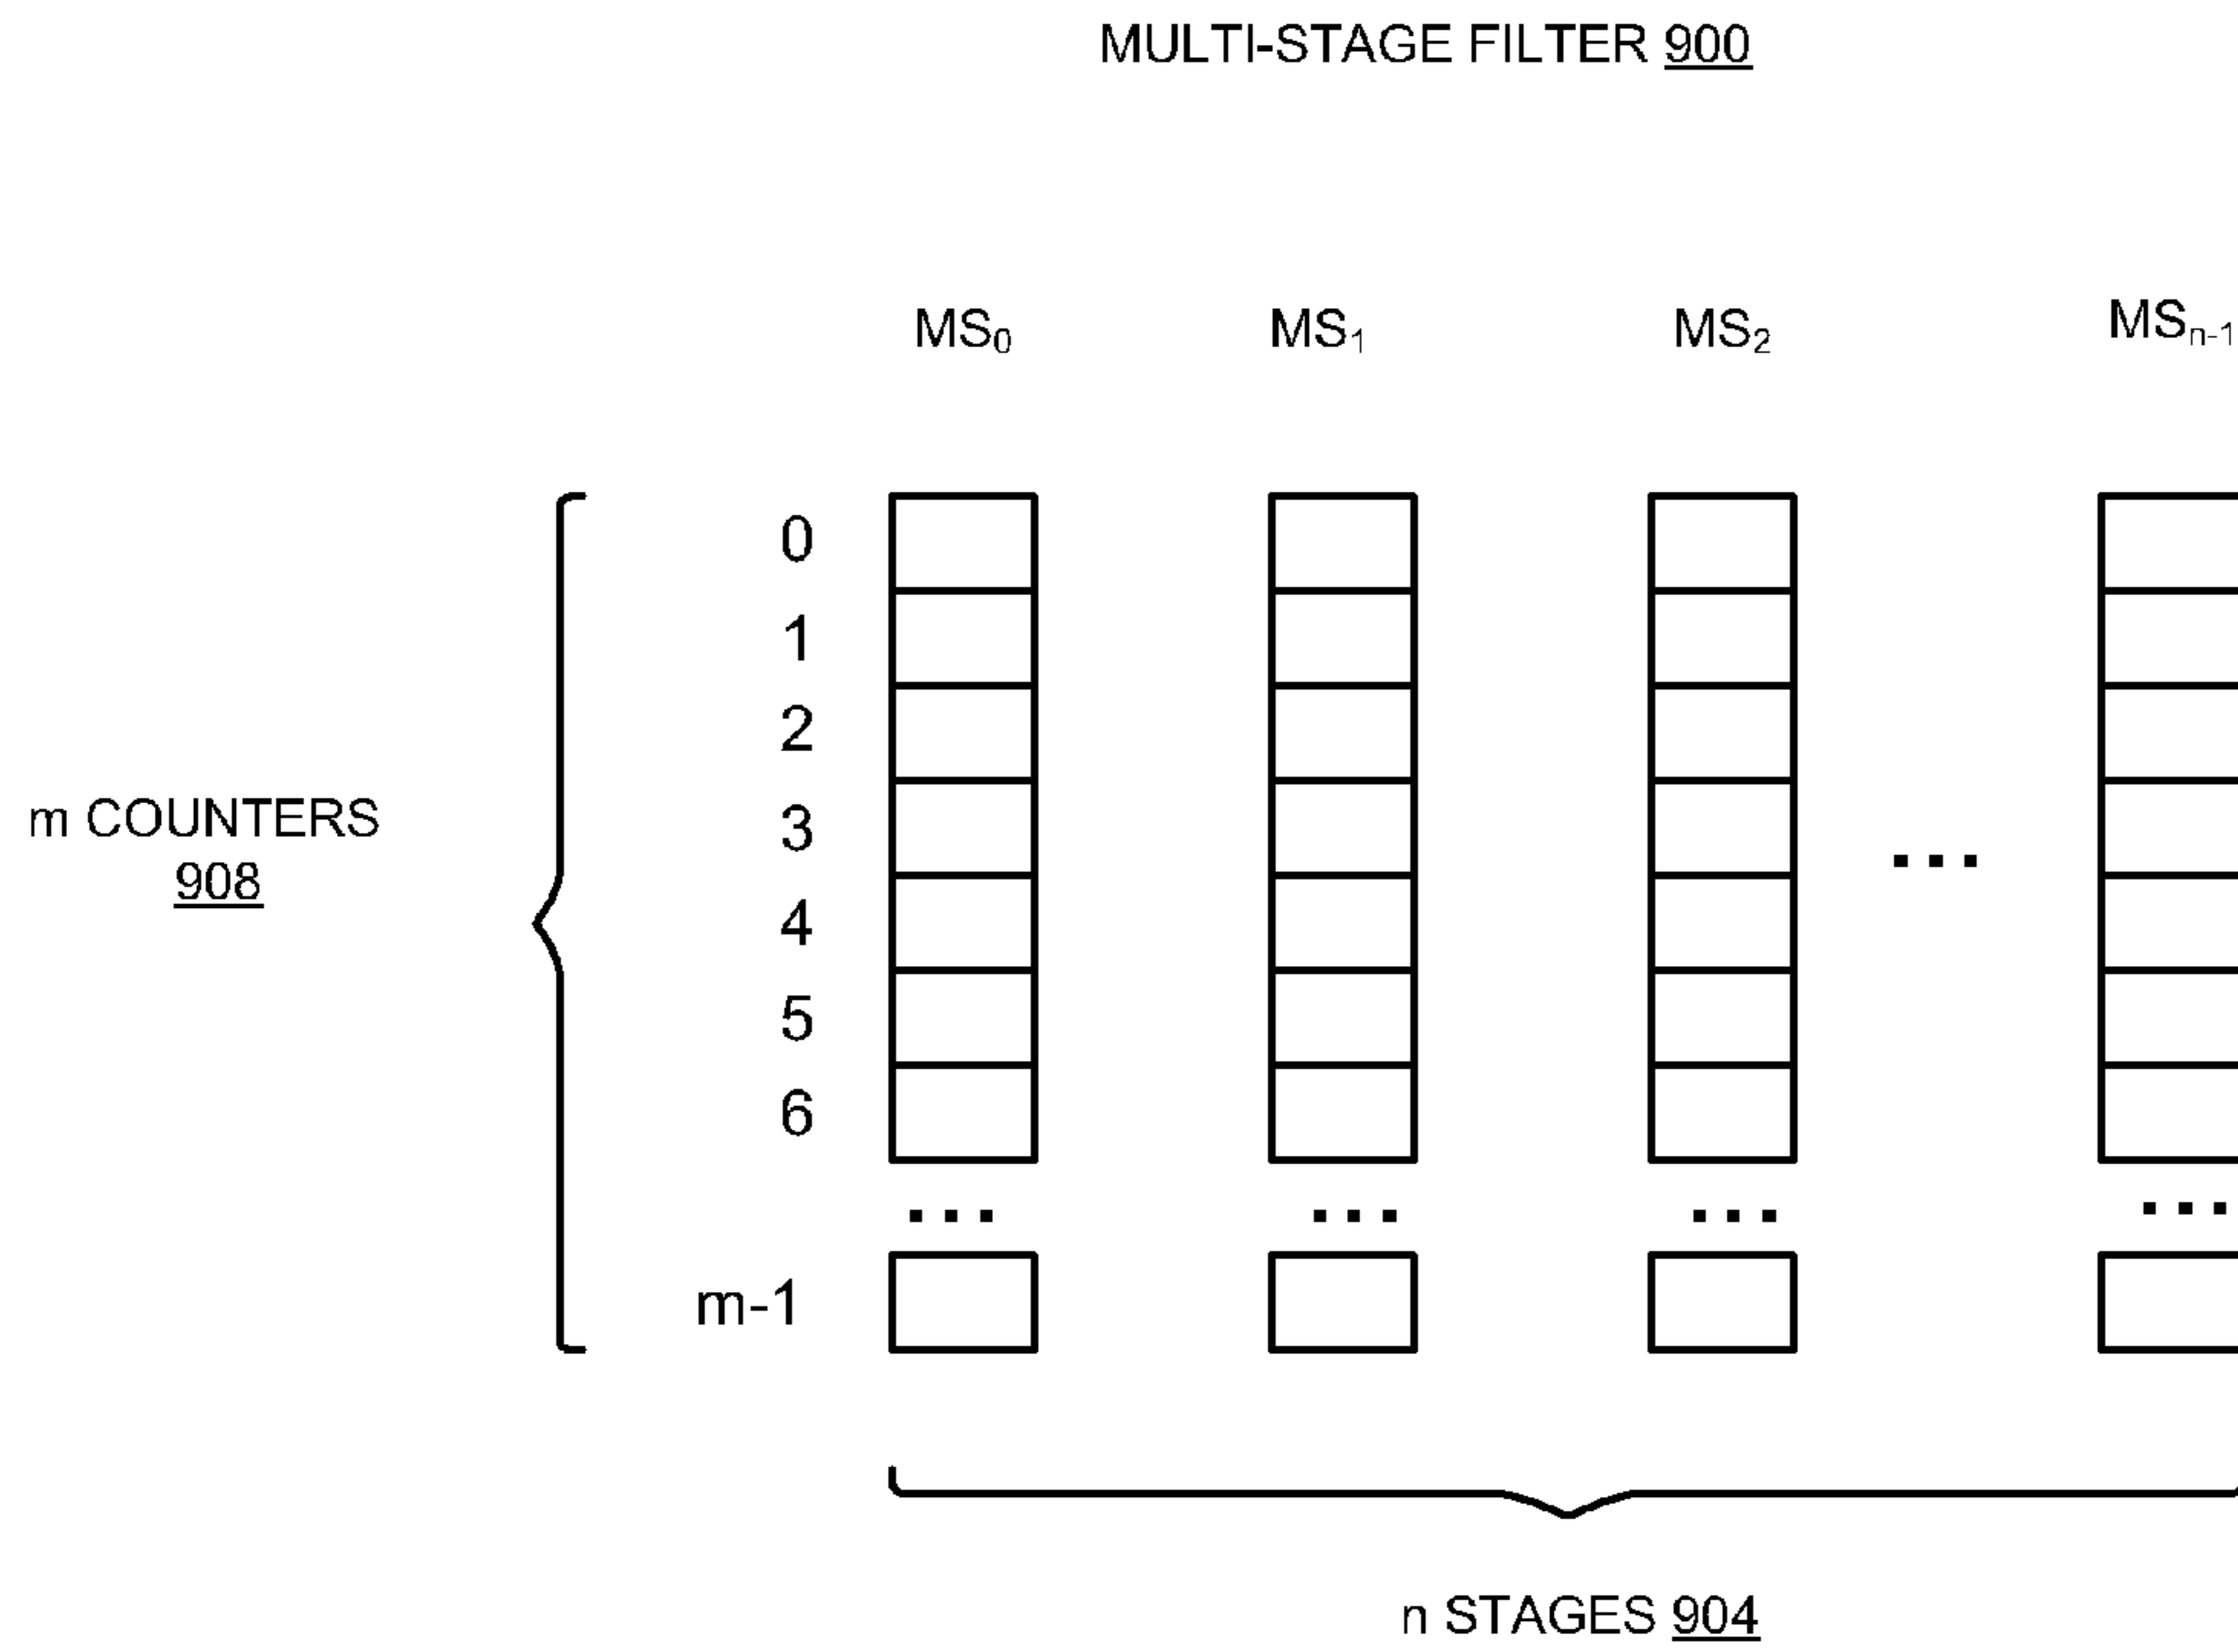 MULTI-STAGE FILTER 900
MS₀ MS₁ MS₂ MSₙ₋₁
0
1
2
3
...
m COUNTERS
908
4
5
6
... ... ... ...
m-1
n STAGES 904